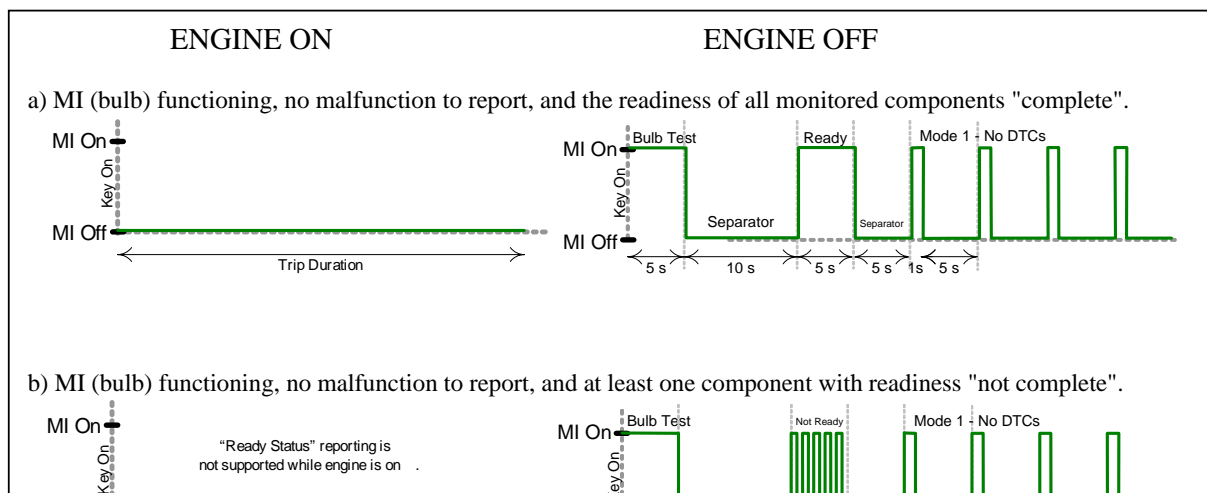 ENGINE ON
ENGINE OFF
a) MI (bulb) functioning, no malfunction to report, and the readiness of all monitored components "complete".
MI On
Key On
MI Off
Trip Duration
MI On
Key On
MI Off
Bulb Test
Ready
Mode 1 - No DTCs
Separator
Separator
5 s
10 s
5 s
5 s
1s
5 s
b) MI (bulb) functioning, no malfunction to report, and at least one component with readiness "not complete".
MI On
Key On
“Ready Status” reporting is
not supported while engine is on .
MI On
ey On
Bulb Test
Not Ready
Mode 1 - No DTCs